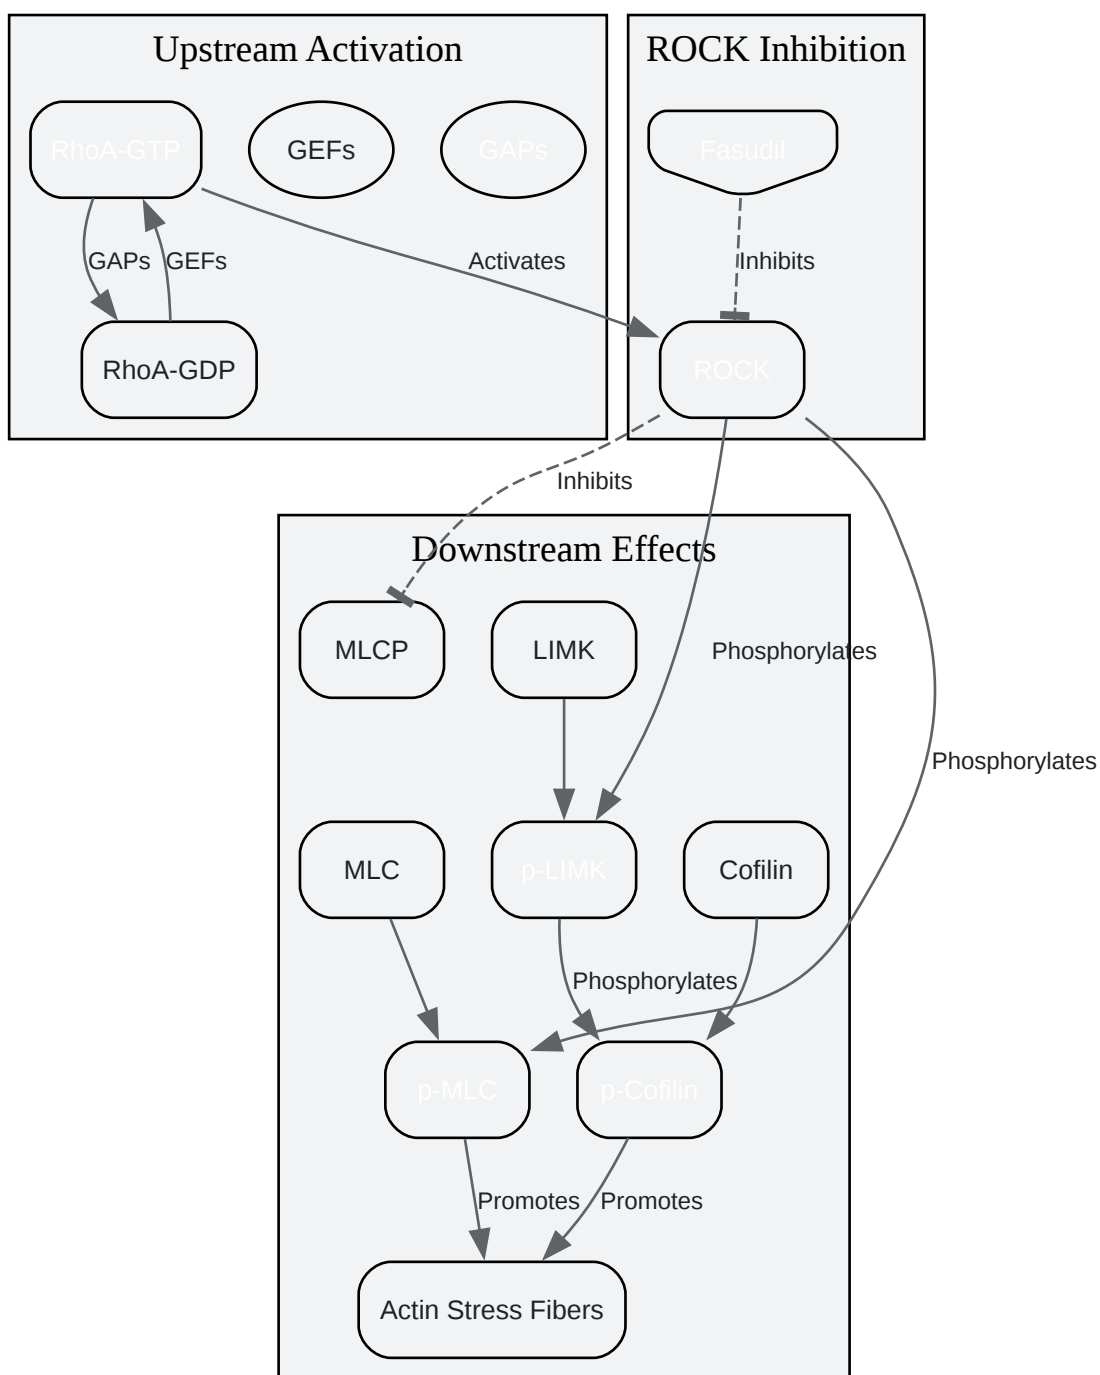 Upstream Activation
ROCK Inhibition
RhoA-GTP
GEFs
GAPs
Fasudil
GAPs
GEFs
Activates
Inhibits
RhoA-GDP
ROCK
Inhibits
Downstream Effects
MLCP
LIMK
Phosphorylates
Phosphorylates
MLC
p-LIMK
Cofilin
Phosphorylates
p-MLC
p-Cofilin
Promotes
Promotes
Actin Stress Fibers